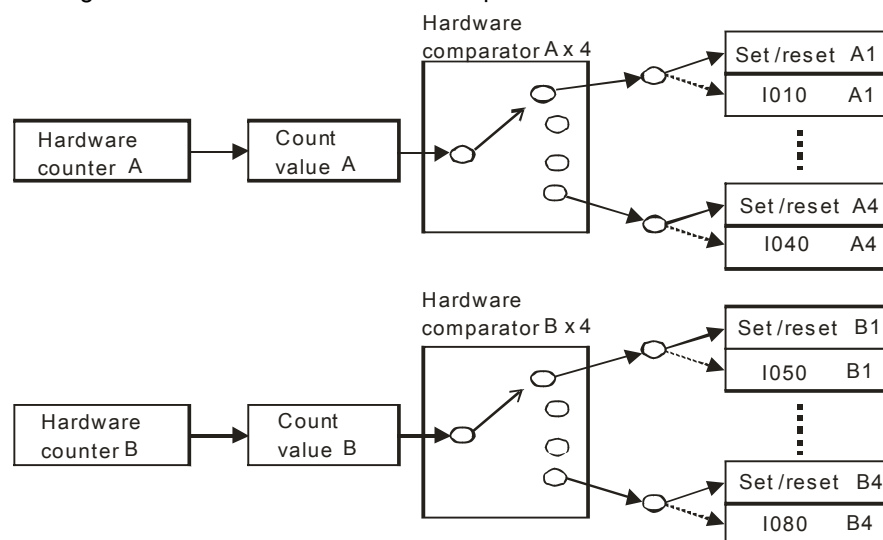 Hardware
comparator A x 4
Set/reset A1
I010 A1
Hardware
counter A
Count
value A
Set/reset A4
I040 A4
Hardware
comparator B x 4
Set/reset B1
I050 B1
Hardware
counter B
Count
value B
Set/reset B4
I080 B4